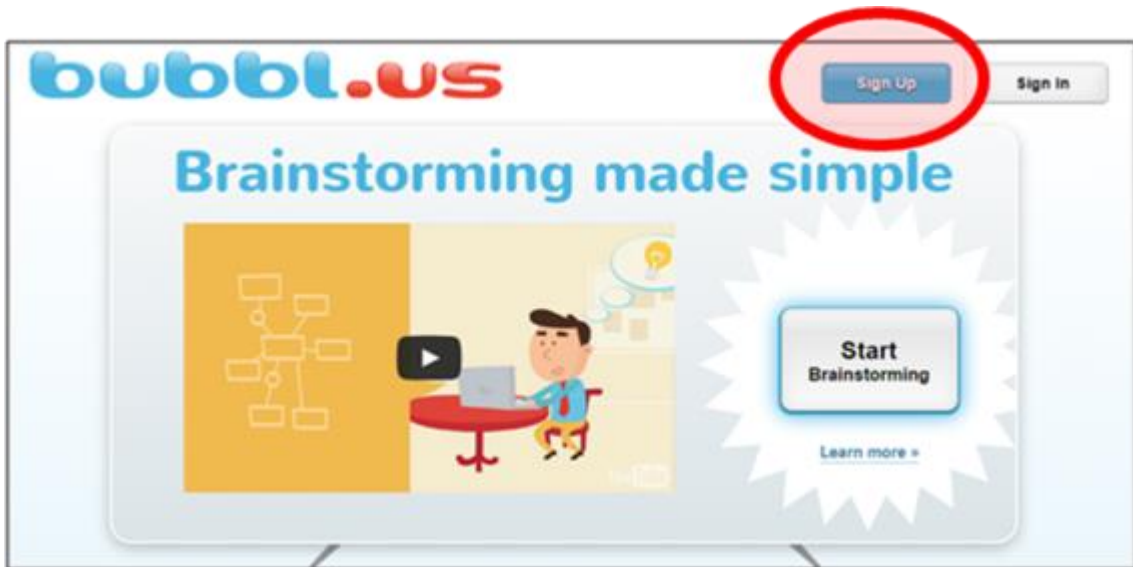 bubbl.us
Sign Up
Sign In
Brainstorming made simple
Start
Brainstorming
Learn more »